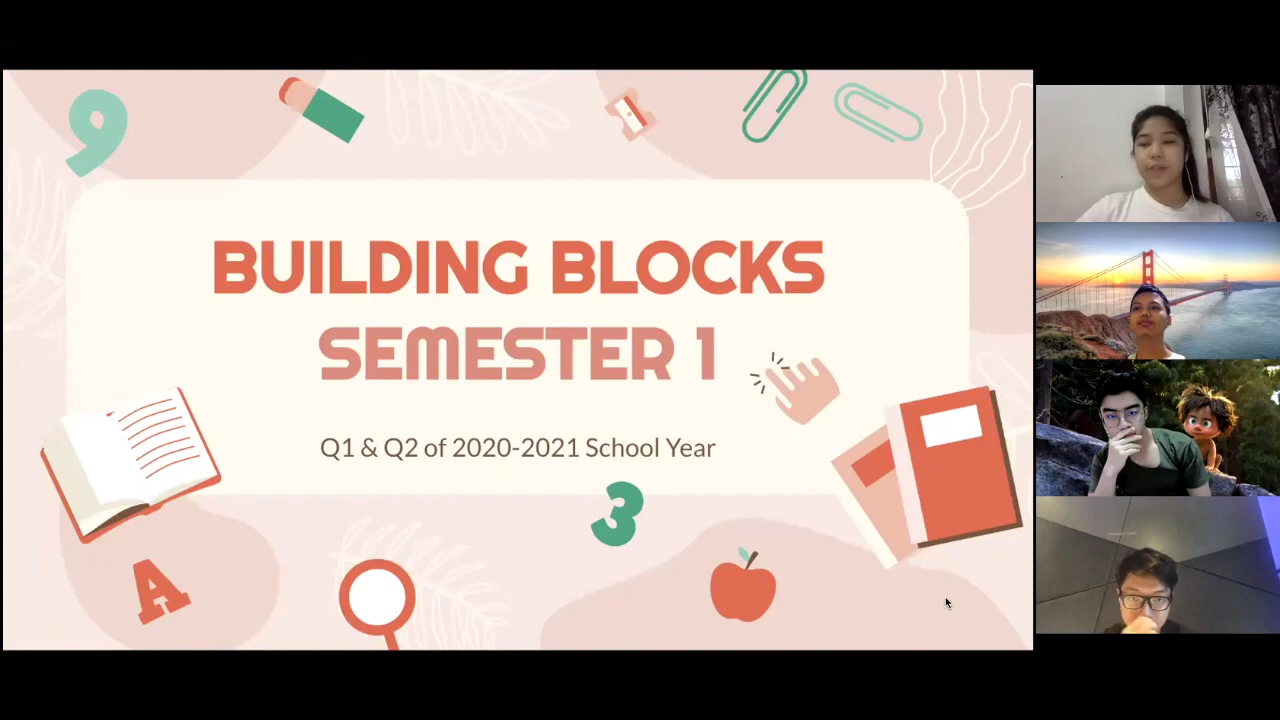 9
BUILDING BLOCKS
SEMESTER 1
Q1 & Q2 of 2020-2021 School Year
3
A